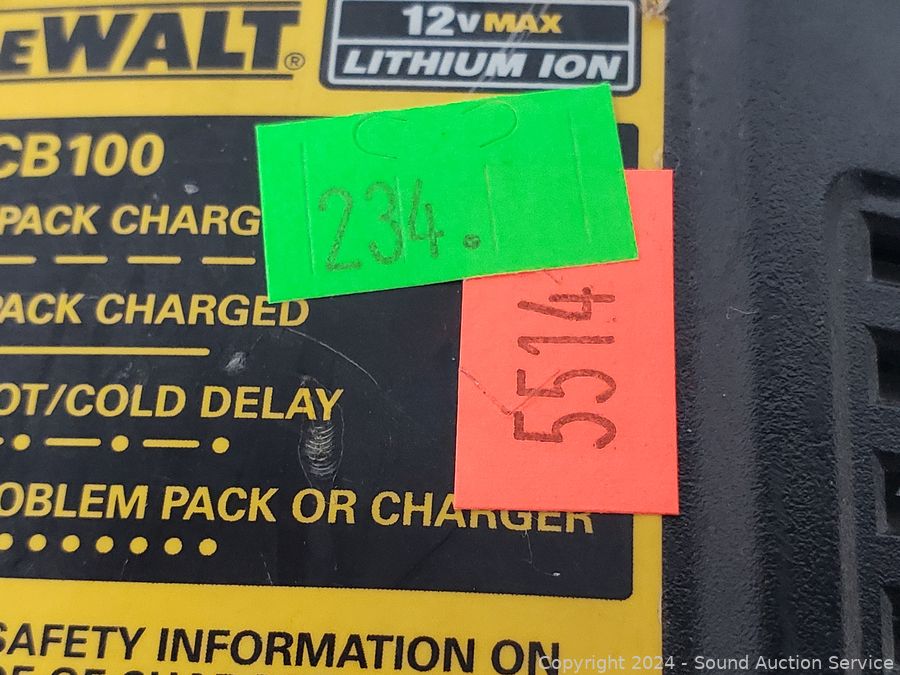 EWALT®
12V MAX
LITHIUM ION
CB100
PACK CHARG
234.
PACK CHARGED
5514
OT/COLD DELAY
OBLEM PACK OR CHARGER
SAFETY INFORMATION ON
Copyright 2024 - Sound Auction Service